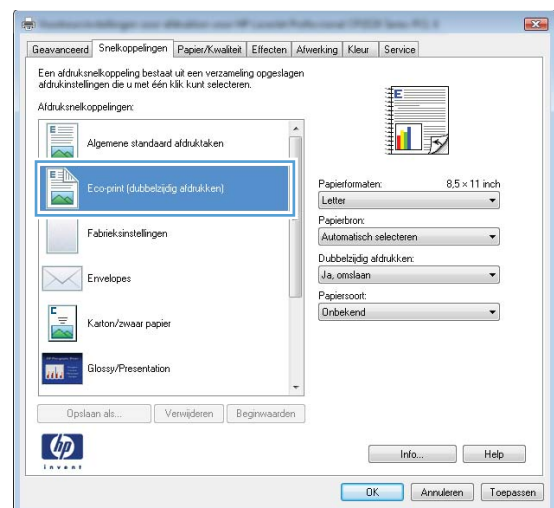 Geavanceerd Snelkoppelingen Papier/Kwaliteit Effecten Afwerking Kleur Service
Een afdruksnelkoppeling bestaat uit een verzameling opgeslagen
afdrukinstellingen die u met één klik kunt selecteren.
Afdruksnelkoppelingen:
Algemene standaard afdruktaken
Eco-print (dubbelzijdig afdrukken)
Fabrieksinstellingen
Envelopes
Karton/zwaar papier
Glossy/Presentation
Opslaan als... Verwijderen Beginwaarden
Papierformaten: 8,5 × 11 inch
Letter
Papierbron:
Automatisch selecteren
Dubbelzijdig afdrukken:
Ja, omslaan
Papiersoort:
Onbekend
hp
invent
Info... Help
OK Annuleren Toepassen